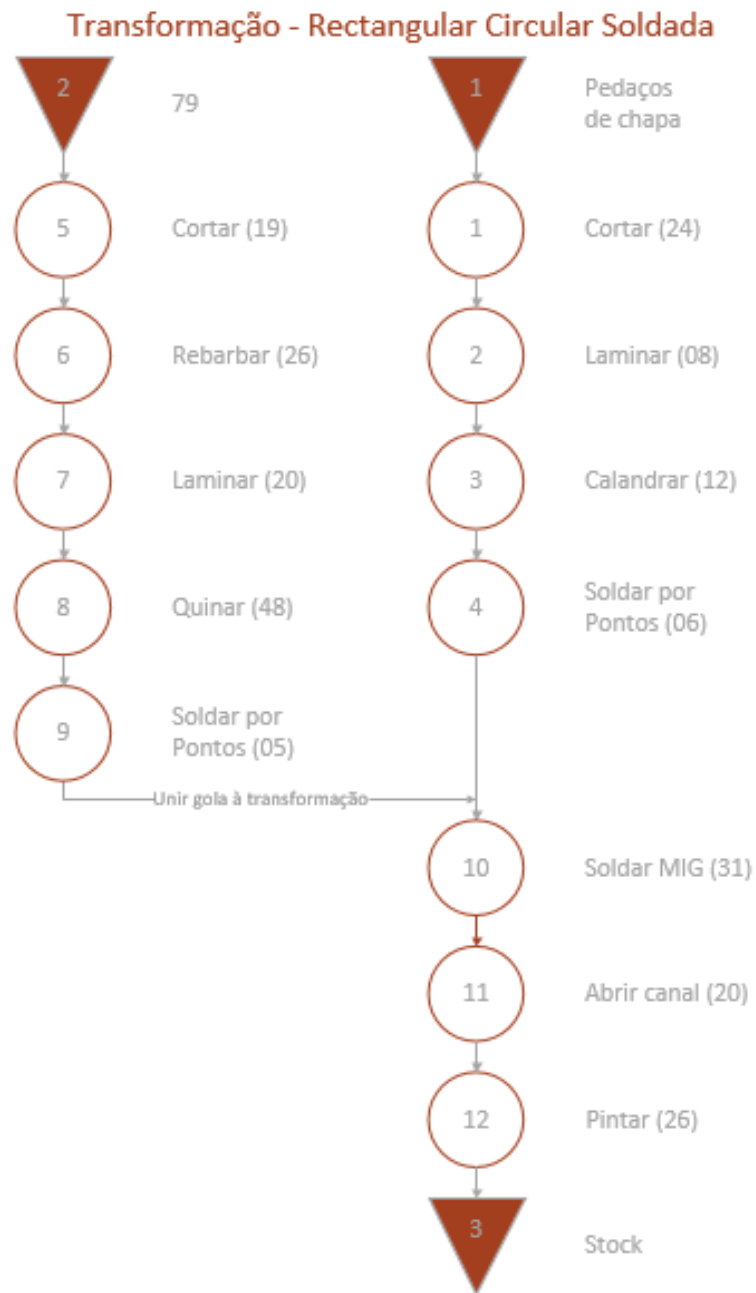 Transformação - Rectangular Circular Soldada
2
79
1
Pedaços
de chapa
5
Cortar (19)
1
Cortar (24)
6
Rebarbar (26)
2
Laminar (08)
7
Laminar (20)
3
Calandrar (12)
8
Quinar (48)
4
Soldar por
Pontos (06)
9
Soldar por
Pontos (05)
Unir gola à transformação
10
Soldar MIG (31)
11
Abrir canal (20)
12
Pintar (26)
3
Stock